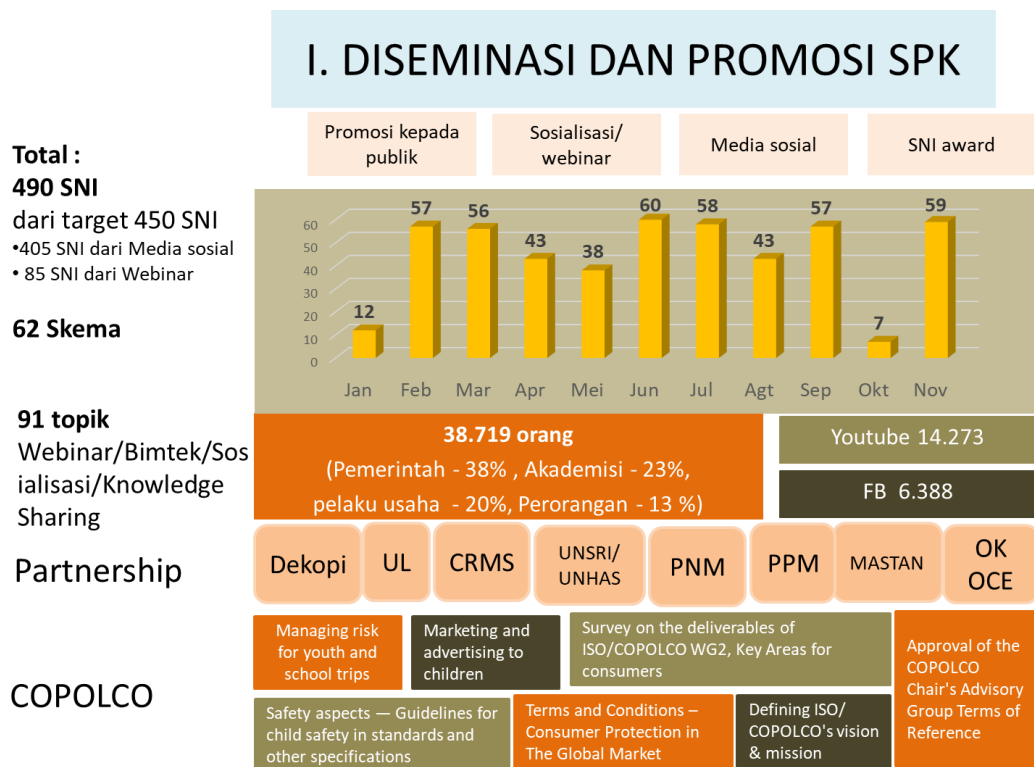 I. DISEMINASI DAN PROMOSI SPK
Promosi kepada
publik
Sosialisasi/
webinar
Media sosial
SNI award
Total :
490 SNI
dari target 450 SNI
•405 SNI dari Media sosial
• 85 SNI dari Webinar
62 Skema
60
50
40
30
20
10
0
12
57
56
43
38
60
58
43
57
7
59
Jan
Feb
Mar
Apr
Mei
Jun
Jul
Agt
Sep
Okt
Nov
91 topik
Webinar/Bimtek/Sos
ialisasi/Knowledge
Sharing
38.719 orang
(Pemerintah - 38% , Akademisi - 23%,
pelaku usaha  - 20%, Perorangan - 13 %)
Youtube 14.273
FB  6.388
Partnership
Dekopi
UL
CRMS
UNSRI/
UNHAS
PNM
PPM
MASTAN
OK
OCE
COPOLCO
Managing risk
for youth and
school trips
Marketing and
advertising to
children
Survey on the deliverables of
ISO/COPOLCO WG2, Key Areas for
consumers
Approval of the
COPOLCO
Chair's Advisory
Group Terms of
Reference
Safety aspects — Guidelines for
child safety in standards and
other specifications
Terms and Conditions –
Consumer Protection in
The Global Market
Defining ISO/
COPOLCO's vision
& mission